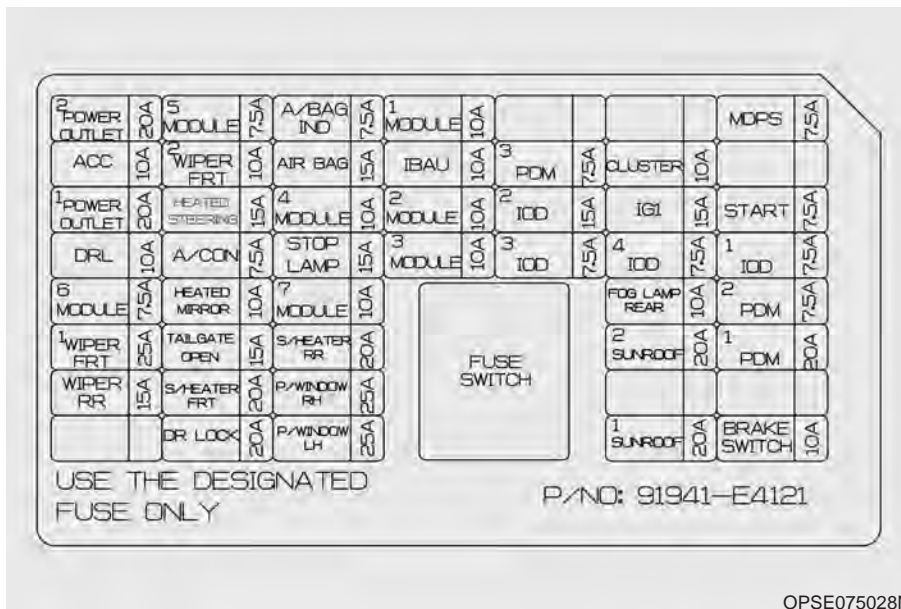 2 POWER OUTLET 20A
5 MODULE 7.5A
A/BAG IND 7.5A
1 MODULE 10A
MDPS 7.5A
ACC 10A
2 WIPER FRT 10A
AIR BAG 15A
IBAU 10A
3 PDM 7.5A
CLUSTER 10A
1 POWER OUTLET 20A
HEATED STEERING 15A
4 MODULE 10A
2 MODULE 10A
2 IOD 15A
IG1 15A
START 7.5A
DRL 10A
A/CON 7.5A
STOP LAMP 15A
3 MODULE 10A
3 IOD 7.5A
4 IOD 7.5A
1 IOD 7.5A
6 MODULE 7.5A
HEATED MIRROR 10A
7 MODULE 10A
FOG LAMP REAR 10A
2 PDM 7.5A
1 WIPER FRT 25A
TAILGATE OPEN 15A
S/HEATER RR 20A
FUSE SWITCH
2 SUNROOF 20A
1 PDM 20A
WIPER RR 15A
S/HEATER FRT 20A
P/WINDOW RH 25A
DR LOCK 20A
P/WINDOW LH 25A
1 SUNROOF 20A
BRAKE SWITCH 10A
USE THE DESIGNATED
FUSE ONLY
P/NO: 91941-E4121
OPSE075028N